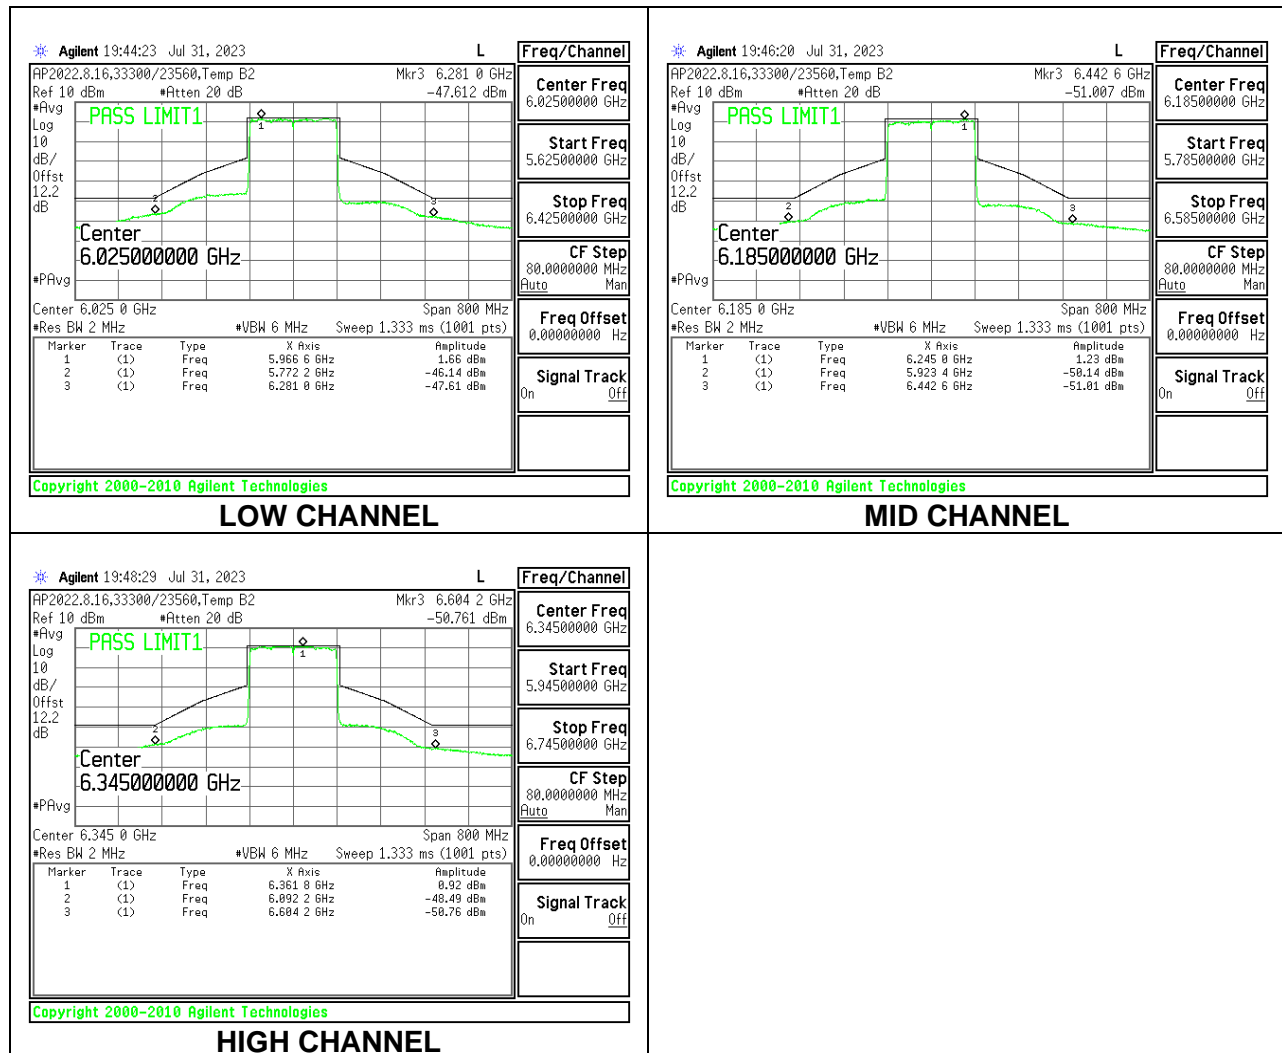 Agilent 19:44:23 Jul 31, 2023 L
AP2022.8.16,33300/23560,Temp B2 Mkr3 6.281 0 GHz
Ref 10 dBm #Atten 20 dB -47.612 dBm
#Avg
Log
10
dB/
Offst
12.2
dB
#PAvg
PASS LIMIT1
1
2
3
Center
6.025000000 GHz
Center 6.025 0 GHz Span 800 MHz
#Res BW 2 MHz #VBW 6 MHz Sweep 1.333 ms (1001 pts)
Marker Trace Type X Axis Amplitude
1 (1) Freq 5.966 6 GHz 1.66 dBm
2 (1) Freq 5.772 2 GHz -46.14 dBm
3 (1) Freq 6.281 0 GHz -47.61 dBm
Freq/Channel
Center Freq
6.02500000 GHz
Start Freq
5.62500000 GHz
Stop Freq
6.42500000 GHz
CF Step
80.0000000 MHz
Auto Man
Freq Offset
0.00000000 Hz
Signal Track
On Off
Copyright 2000-2010 Agilent Technologies
LOW CHANNEL
Agilent 19:46:20 Jul 31, 2023 L
AP2022.8.16,33300/23560,Temp B2 Mkr3 6.442 6 GHz
Ref 10 dBm #Atten 20 dB -51.007 dBm
#Avg
Log
10
dB/
Offst
12.2
dB
#PAvg
PASS LIMIT1
1
2
3
Center
6.185000000 GHz
Center 6.185 0 GHz Span 800 MHz
#Res BW 2 MHz #VBW 6 MHz Sweep 1.333 ms (1001 pts)
Marker Trace Type X Axis Amplitude
1 (1) Freq 6.245 0 GHz 1.23 dBm
2 (1) Freq 5.923 4 GHz -50.14 dBm
3 (1) Freq 6.442 6 GHz -51.01 dBm
Freq/Channel
Center Freq
6.18500000 GHz
Start Freq
5.78500000 GHz
Stop Freq
6.58500000 GHz
CF Step
80.0000000 MHz
Auto Man
Freq Offset
0.00000000 Hz
Signal Track
On Off
Copyright 2000-2010 Agilent Technologies
MID CHANNEL
Agilent 19:48:29 Jul 31, 2023 L
AP2022.8.16,33300/23560,Temp B2 Mkr3 6.604 2 GHz
Ref 10 dBm #Atten 20 dB -50.761 dBm
#Avg
Log
10
dB/
Offst
12.2
dB
#PAvg
PASS LIMIT1
1
2
3
Center
6.345000000 GHz
Center 6.345 0 GHz Span 800 MHz
#Res BW 2 MHz #VBW 6 MHz Sweep 1.333 ms (1001 pts)
Marker Trace Type X Axis Amplitude
1 (1) Freq 6.361 8 GHz 0.92 dBm
2 (1) Freq 6.092 2 GHz -48.49 dBm
3 (1) Freq 6.604 2 GHz -50.76 dBm
Freq/Channel
Center Freq
6.34500000 GHz
Start Freq
5.94500000 GHz
Stop Freq
6.74500000 GHz
CF Step
80.0000000 MHz
Auto Man
Freq Offset
0.00000000 Hz
Signal Track
On Off
Copyright 2000-2010 Agilent Technologies
HIGH CHANNEL